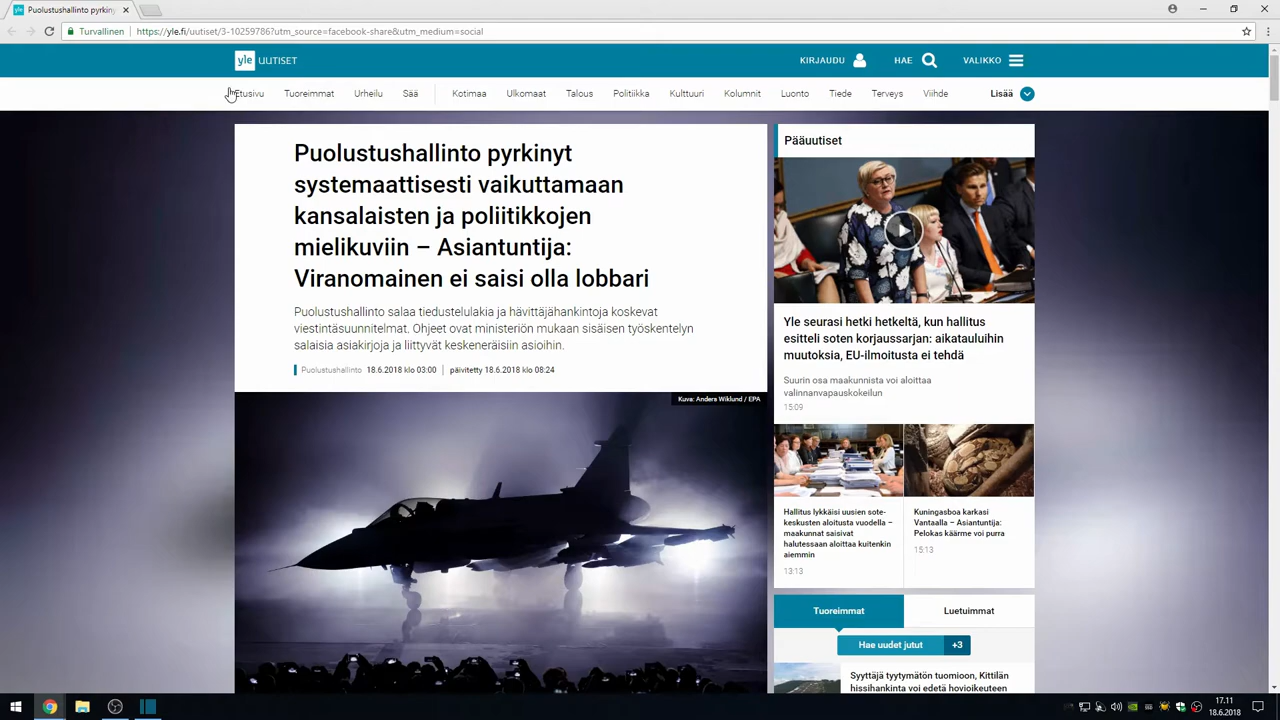 Puolustushallinto pyrkiny
Turvallinen
https://yle.fi/uutiset/3-10259786?utm_source=facebook-share&utm_medium=social
yle UUTISET
KIRJAUDU
HAE
VALIKKO
Etusivu
Tuoreimmat
Urheilu
Sää
Kotimaa
Ulkomaat
Talous
Politiikka
Kulttuuri
Kolumnit
Luonto
Tiede
Terveys
Viihde
Lisää
Puolustushallinto pyrkinyt
systemaattisesti vaikuttamaan
kansalaisten ja poliitikkojen
mielikuviin – Asiantuntija:
Viranomainen ei saisi olla lobbari
Puolustushallinto salaa tiedustelulakia ja hävittäjähankintoja koskevat
viestintäsuunnitelmat. Ohjeet ovat ministeriön mukaan sisäisen työskentelyn
salaisia asiakirjoja ja liittyvät keskeneräisiin asioihin.
Puolustushallinto 18.6.2018 klo 03:00 | päivitetty 18.6.2018 klo 08:24
Kuva: Anders Wiklund / EPA
Pääuutiset
Yle seurasi hetki hetkeltä, kun hallitus
esitteli soten korjaussarjan: aikatauluihin
muutoksia, EU-ilmoitusta ei tehdä
Suurin osa maakunnista voi aloittaa
valinnanvapauskokeilun
15:09
Hallitus lykkäisi uusien sote-
keskusten aloitusta vuodella –
maakunnat saisivat
halutessaan aloittaa kuitenkin
aiemmin
13:13
Kuningasboa karkasi
Vantaalla – Asiantuntija:
Pelokas käärme voi purra
15:13
Tuoreimmat
Luetuimmat
Hae uudet jutut +3
Syyttäjä tyytymätön tuomioon, Kittilän
hissihankinta voi edetä hovioikeuteen
17.11
18.6.2018